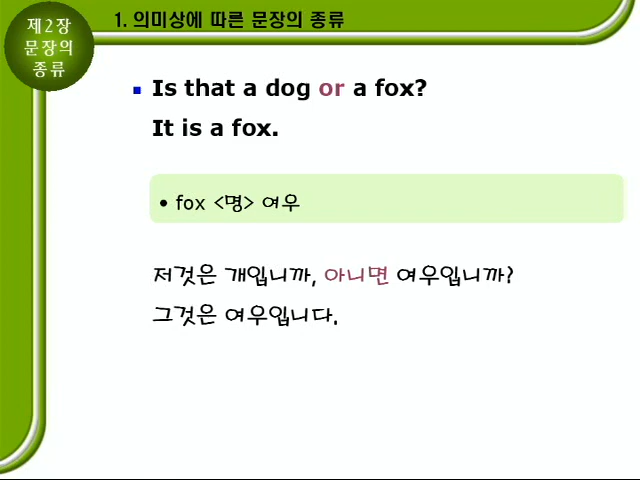 제2장
문장의
종류
1. 의미상에 따른 문장의 종류
Is that a dog or a fox?
It is a fox.
• fox <명> 여우
저것은 개입니까, 아니면 여우입니까?
그것은 여우입니다.